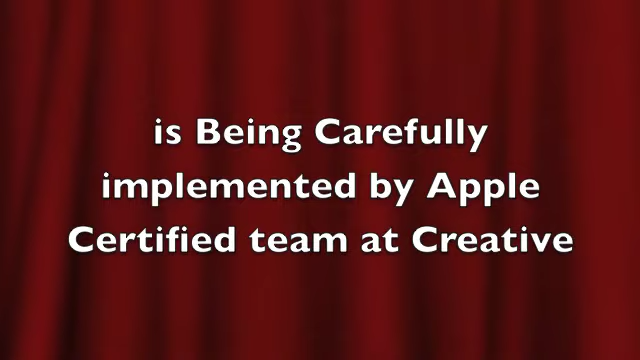 is Being Carefully
implemented by Apple
Certified team at Creative